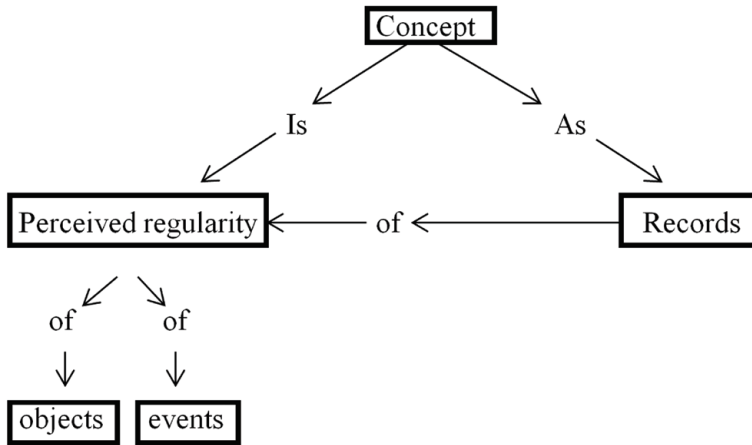 Concept
Is
As
Perceived regularity
of
Records
of
of
objects
events